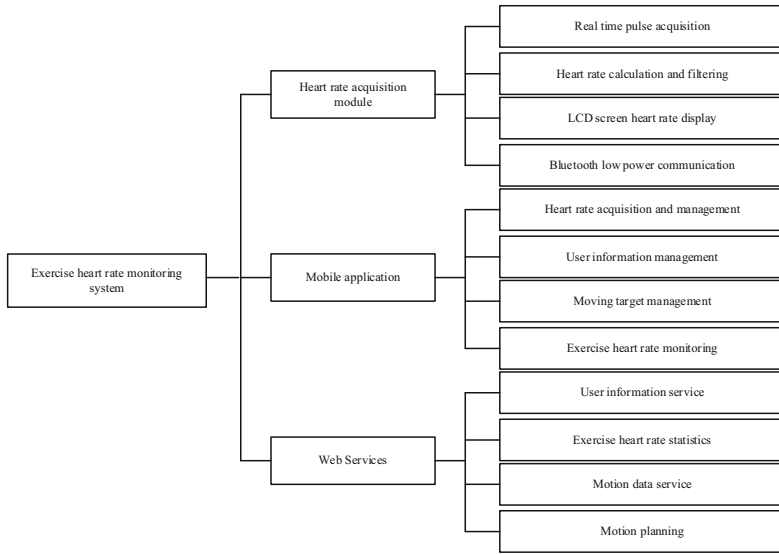 Exercise heart rate monitoring
system
Heart rate acquisition
module
Real time pulse acquisition
Heart rate calculation and filtering
LCD screen heart rate display
Bluetooth low power communication
Mobile application
Heart rate acquisition and management
User information management
Moving target management
Exercise heart rate monitoring
Web Services
User information service
Exercise heart rate statistics
Motion data service
Motion planning